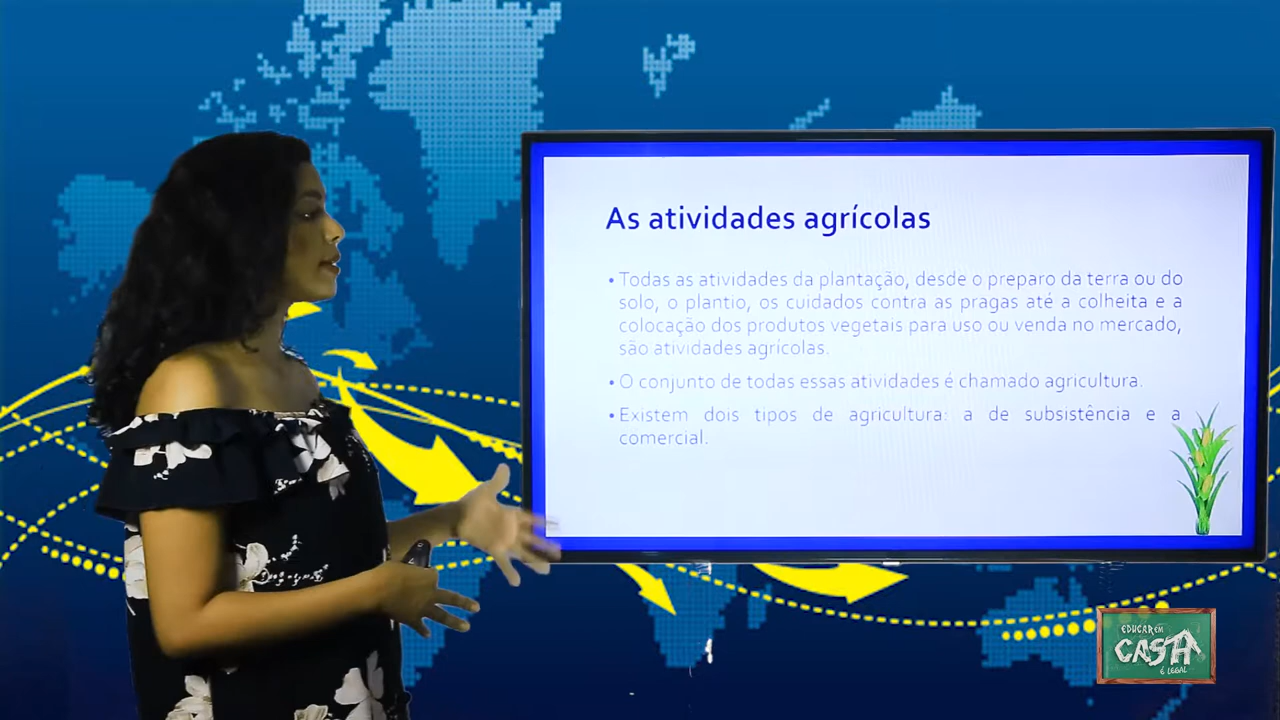 As atividades agrícolas
• Todas as atividades da plantação, desde o preparo da terra ou do
solo, o plantio, os cuidados contra as pragas até a colheita e a
colocação dos produtos vegetais para uso ou venda no mercado,
são atividades agrícolas.
• O conjunto de todas essas atividades é chamado agricultura.
• Existem dois tipos de agricultura: a de subsistência e a
comercial.
EDUCAR EM
CASA
É LEGAL